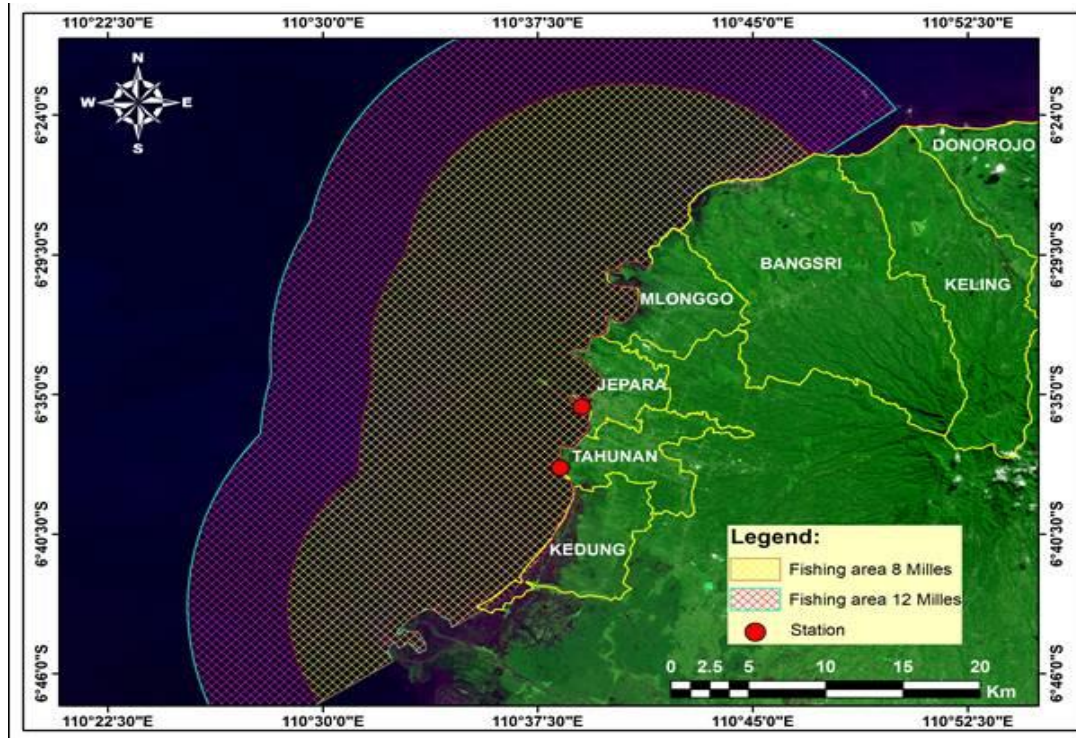 110°22'30"E 110°30'0"E 110°37'30"E 110°45'0"E 110°52'30"E
N
W E
S
6°24'0"S 6°24'0"S
DONOROJO
6°29'30"S 6°29'30"S
BANGSRI
KELING
MLONGGO
JEPARA
6°35'0"S 6°35'0"S
TAHUNAN
6°40'30"S 6°40'30"S
KEDUNG
Legend:
Fishing area 8 Milles
Fishing area 12 Milles
Station
0 2.5 5 10 15 20
Km
6°46'0"S 6°46'0"S
110°22'30"E 110°30'0"E 110°37'30"E 110°45'0"E 110°52'30"E